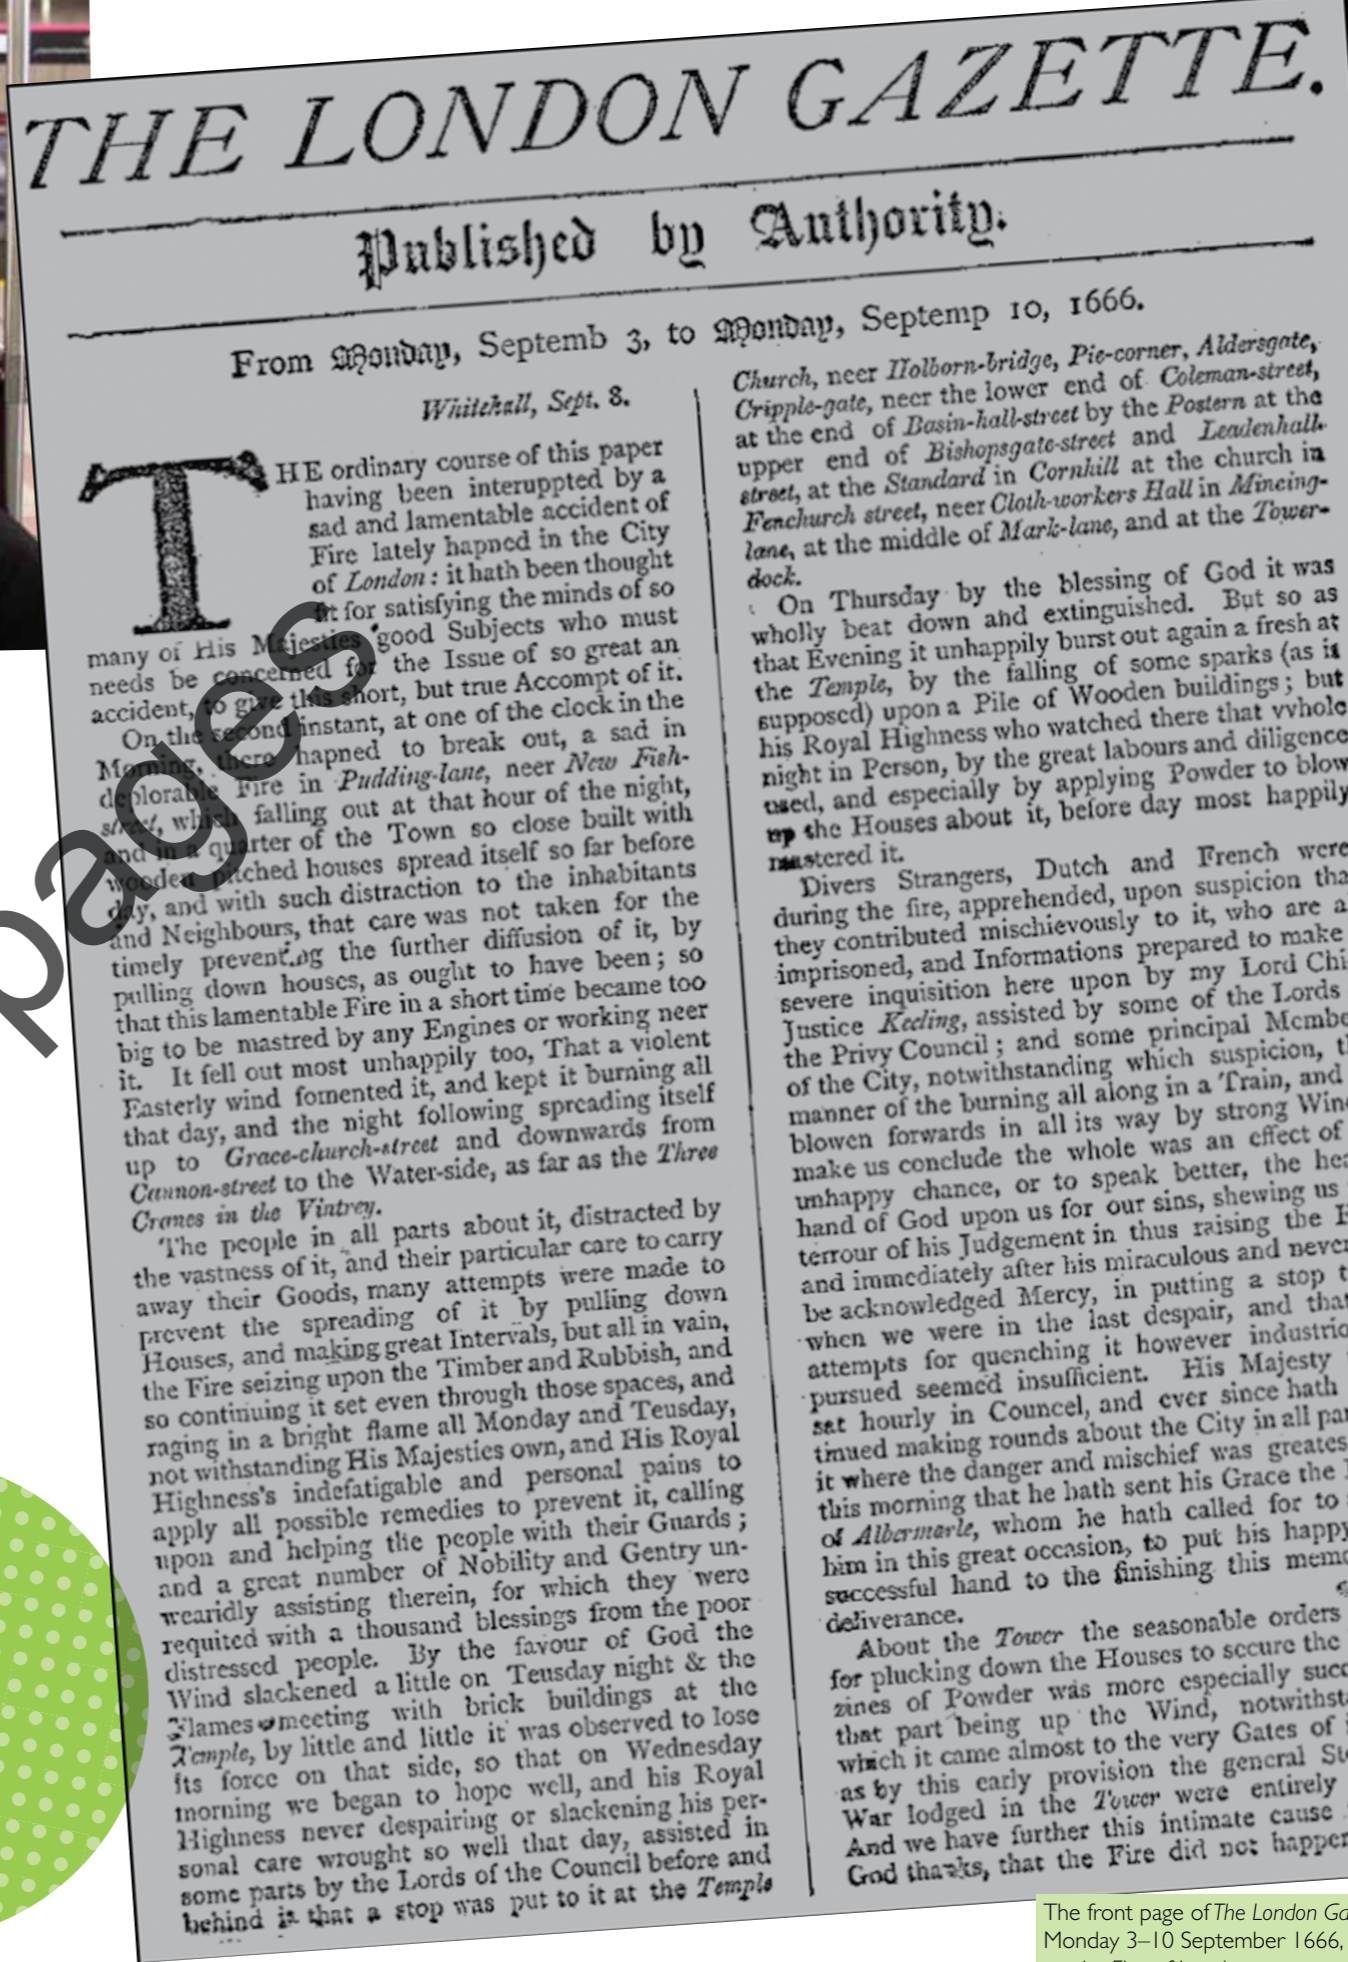 THE LONDON GAZETTE.
Published by Authority.
From Monday, Septemb 3, to Monday, Septemp 10, 1666.
Whitehall, Sept. 8.
THE ordinary course of this paper
having been interuppted by a
sad and lamentable accident of
Fire lately hapned in the City
of London: it hath been thought
fit for satisfying the minds of so
many of His Majesties good Subjects who must
needs be concerned for the Issue of so great an
accident, to give this short, but true Accompt of it.
On the second instant, at one of the clock in the
Morning, there hapned to break out, a sad in
deplorable Fire in Pudding-lane, neer New Fish-
street, which falling out at that hour of the night,
and in a quarter of the Town so close built with
wooden pitched houses spread itself so far before
day, and with such distraction to the inhabitants
and Neighbours, that care was not taken for the
timely preventing the further diffusion of it, by
pulling down houses, as ought to have been; so
that this lamentable Fire in a short time became too
big to be mastred by any Engines or working neer
it. It fell out most unhappily too, That a violent
Easterly wind fomented it, and kept it burning all
that day, and the night following spreading itself
up to Grace-church-street and downwards from
Cannon-street to the Water-side, as far as the Three
Cranes in the Vintrey.
The people in all parts about it, distracted by
the vastness of it, and their particular care to carry
away their Goods, many attempts were made to
prevent the spreading of it by pulling down
Houses, and making great Intervals, but all in vain,
the Fire seizing upon the Timber and Rubbish, and
so continuing it set even through those spaces, and
raging in a bright flame all Monday and Teusday,
not withstanding His Majesties own, and His Royal
Highness's indefatigable and personal pains to
apply all possible remedies to prevent it, calling
upon and helping the people with their Guards;
and a great number of Nobility and Gentry un-
wearidly assisting therein, for which they were
requited with a thousand blessings from the poor
distressed people. By the favour of God the
Wind slackened a little on Teusday night & the
Flames meeting with brick buildings at the
Temple, by little and little it was observed to lose
its force on that side, so that on Wednesday
morning we began to hope well, and his Royal
Highness never despairing or slackening his per-
sonal care wrought so well that day, assisted in
some parts by the Lords of the Council before and
behind it that a stop was put to it at the Temple
Church, neer Holborn-bridge, Pie-corner, Aldersgate,
Cripple-gate, neer the lower end of Coleman-street,
at the end of Basin-hall-street by the Postern at the
upper end of Bishopsgate-street and Leadenhall-
street, at the Standard in Cornhill at the church in
Fenchurch street, neer Cloth-workers Hall in Mincing-
lane, at the middle of Mark-lane, and at the Tower-
dock.
On Thursday by the blessing of God it was
wholly beat down and extinguished. But so as
that Evening it unhappily burst out again a fresh at
the Temple, by the falling of some sparks (as is
supposed) upon a Pile of Wooden buildings; but
his Royal Highness who watched there that vvhole
night in Person, by the great labours and diligence
used, and especially by applying Powder to blow
up the Houses about it, before day most happily
mastered it.
Divers Strangers, Dutch and French were
during the fire, apprehended, upon suspicion tha
they contributed mischievously to it, who are a
imprisoned, and Informations prepared to make
severe inquisition here upon by my Lord Chi
Justice Keeling, assisted by some of the Lords
the Privy Council; and some principal Membe
of the City, notwithstanding which suspicion, t
manner of the burning all along in a Train, and
blowen forwards in all its way by strong Win
make us conclude the whole was an effect of
unhappy chance, or to speak better, the hea
hand of God upon us for our sins, shewing us
terrour of his Judgement in thus raising the F
and immediately after his miraculous and never
be acknowledged Mercy, in putting a stop t
when we were in the last despair, and that
attempts for quenching it however industrio
pursued seemed insufficient. His Majesty
sat hourly in Councel, and ever since hath
tinued making rounds about the City in all par
it where the danger and mischief was greates
this morning that he hath sent his Grace the
of Albermarle, whom he hath called for to
him in this great occasion, to put his happy
successful hand to the finishing this memo
deliverance.
About the Tower the seasonable orders
for plucking down the Houses to secure the
zines of Powder was more especially succ
that part being up the Wind, notwithsta
which it came almost to the very Gates of i
as by this early provision the general Sto
War lodged in the Tower were entirely
And we have further this intimate cause
God thanks, that the Fire did not happen
pages
The front page of The London Ga
Monday 3–10 September 1666,